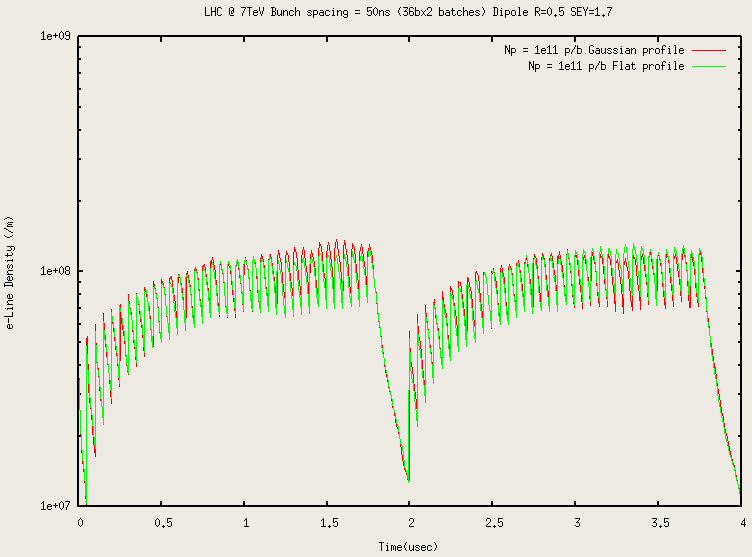 LHC @ 7TeV Bunch spacing = 50ns (36bx2 batches) Dipole R=0.5 SEY=1.7
Np = 1e11 p/b Gaussian profile
Np = 1e11 p/b Flat profile
1e+09
1e+08
1e+07
e-Line Density (/m)
0 0.5 1 1.5 2 2.5 3 3.5 4
Time(usec)